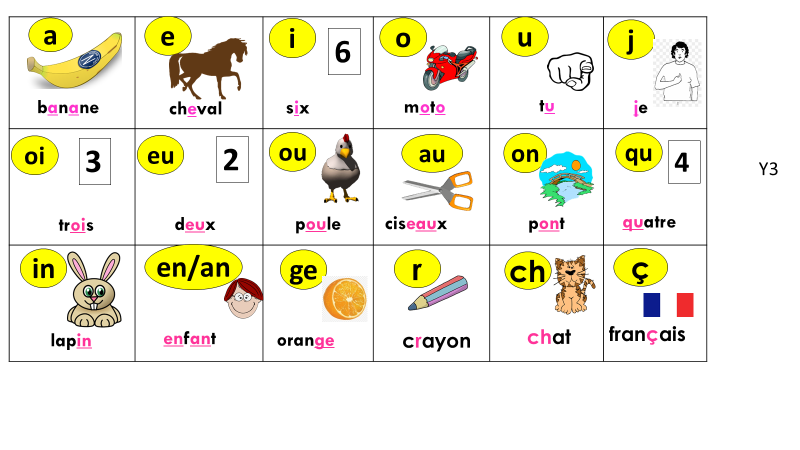 a e i o u j
6
banane cheval six moto tu je
oi eu ou au on qu
3 2 4
trois deux poule ciseaux pont quatre
Y3
in en/an ge r ch ç
lapin enfant orange crayon chat français